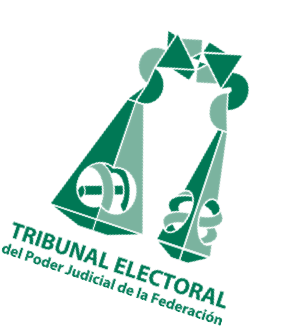 TRIBUNAL ELECTORAL
del Poder Judicial de la Federación